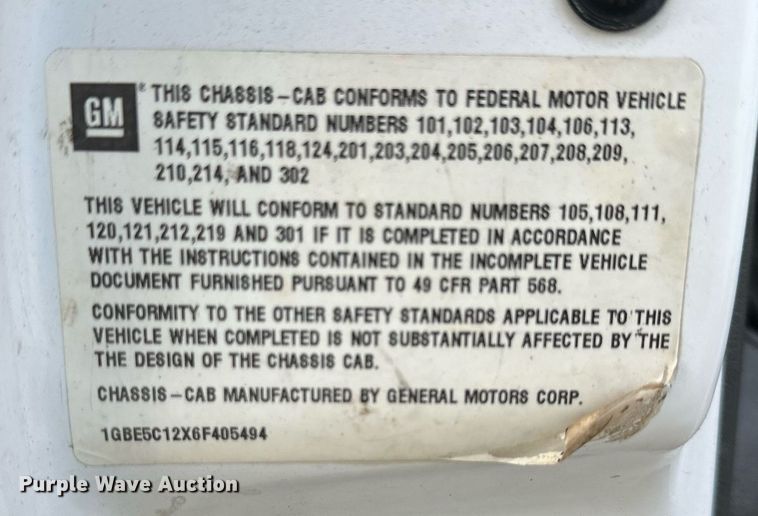 GM
® THIS CHASSIS-CAB CONFORMS TO FEDERAL MOTOR VEHICLE
SAFETY STANDARD NUMBERS 101,102,103,104,106,113,
114,115,116,118,124,201,203,204,205,206,207,208,209,
210,214, AND 302
THIS VEHICLE WILL CONFORM TO STANDARD NUMBERS 105,108,111,
120,121,212,219 AND 301 IF IT IS COMPLETED IN ACCORDANCE
WITH THE INSTRUCTIONS CONTAINED IN THE INCOMPLETE VEHICLE
DOCUMENT FURNISHED PURSUANT TO 49 CFR PART 568.
CONFORMITY TO THE OTHER SAFETY STANDARDS APPLICABLE TO THIS
VEHICLE WHEN COMPLETED IS NOT SUBSTANTIALLY AFFECTED BY THE
THE DESIGN OF THE CHASSIS CAB.
CHASSIS-CAB MANUFACTURED BY GENERAL MOTORS CORP.
1GBE5C12X6F405494
Purple Wave Auction